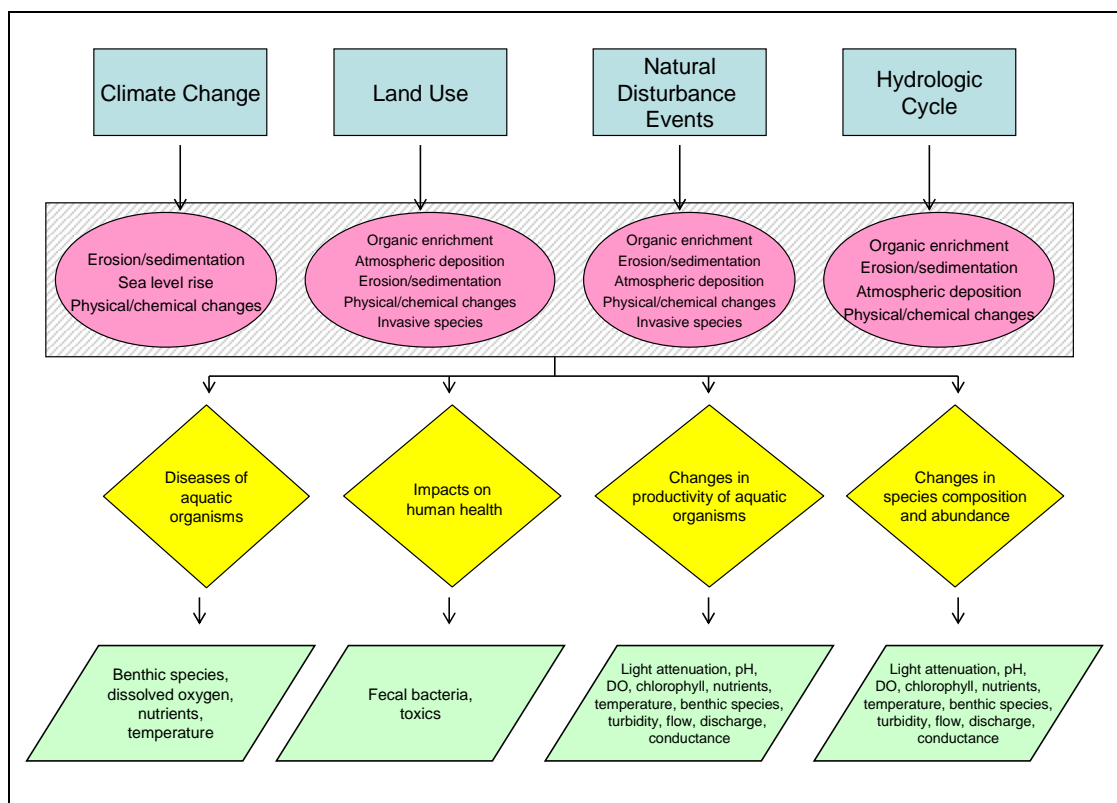 Climate Change
Land Use
Natural
Disturbance
Events
Hydrologic
Cycle
Erosion/sedimentation
Sea level rise
Physical/chemical changes
Organic enrichment
Atmospheric deposition
Erosion/sedimentation
Physical/chemical changes
Invasive species
Organic enrichment
Erosion/sedimentation
Atmospheric deposition
Physical/chemical changes
Invasive species
Organic enrichment
Erosion/sedimentation
Atmospheric deposition
Physical/chemical changes
Diseases of
aquatic
organisms
Impacts on
human health
Changes in
productivity of aquatic
organisms
Changes in
species composition
and abundance
Benthic species,
dissolved oxygen,
nutrients,
temperature
Fecal bacteria,
toxics
Light attenuation, pH,
DO, chlorophyll, nutrients,
temperature, benthic species,
turbidity, flow, discharge,
conductance
Light attenuation, pH,
DO, chlorophyll, nutrients,
temperature, benthic species,
turbidity, flow, discharge,
conductance